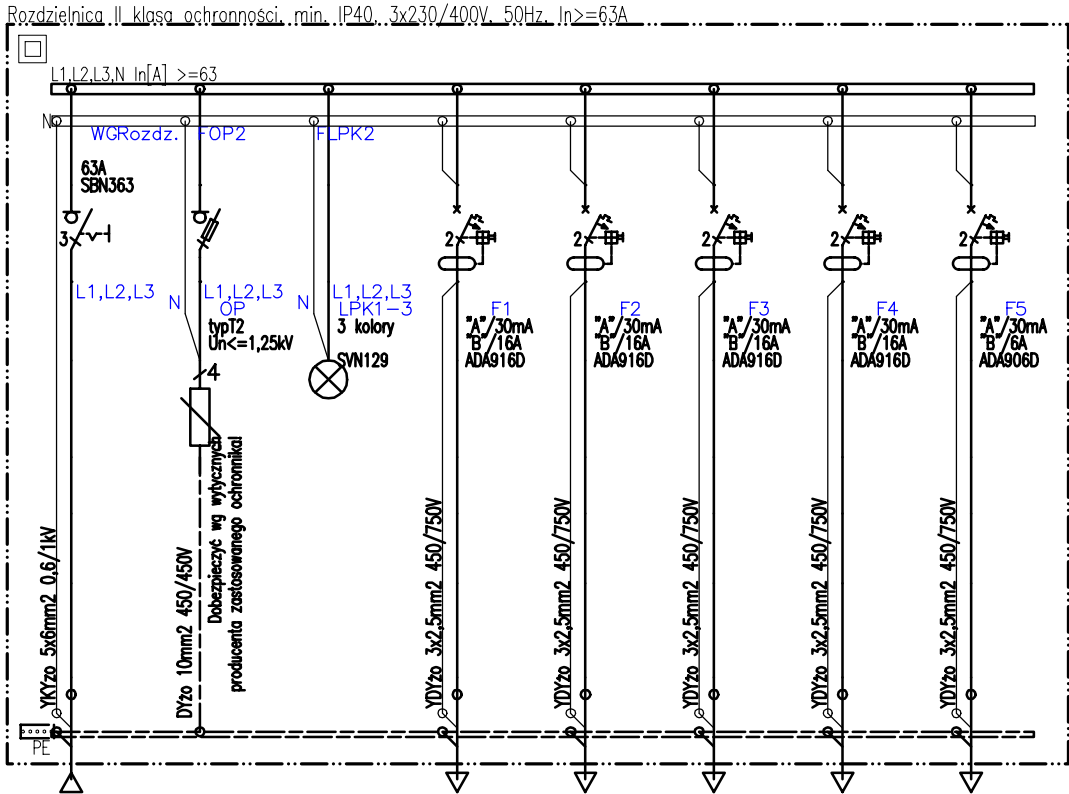 Rozdzielnica II klasa ochronności, min. IP40, 3x230/400V, 50Hz, In>=63A
L1,L2,L3,N In[A] >=63
N
WGRozdz.
FOP2
FLPK2
63A
SBN363
3
2
2
2
2
2
L1,L2,L3
N
L1,L2,L3
OP
typT2
Un<=1,25kV
4
N
L1,L2,L3
LPK1-3
3 kolory
SVN129
F1
"A"/30mA
"B"/16A
ADA916D
F2
"A"/30mA
"B"/16A
ADA916D
F3
"A"/30mA
"B"/16A
ADA916D
F4
"A"/30mA
"B"/16A
ADA916D
F5
"A"/30mA
"B"/6A
ADA906D
YKYżo 5x6mm2 0,6/1kV
DYżo 10mm2 450/450V
Dobezpieczyć wg wytycznych
producenta zastosowanego ochronnika!
YDYżo 3x2,5mm2 450/750V
YDYżo 3x2,5mm2 450/750V
YDYżo 3x2,5mm2 450/750V
YDYżo 3x2,5mm2 450/750V
YDYżo 3x2,5mm2 450/750V
PE